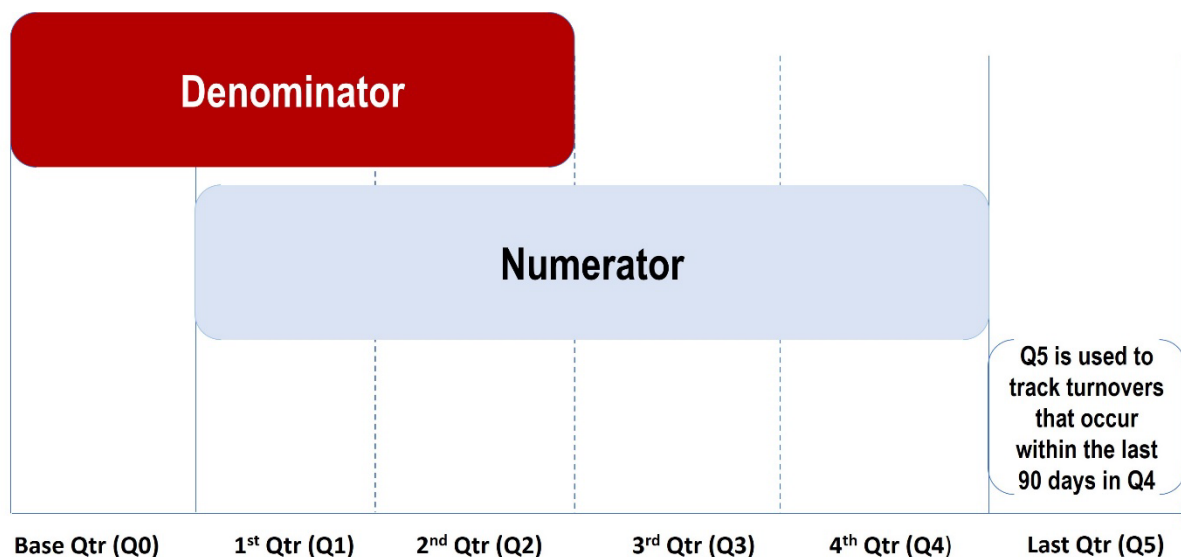 Denominator
Numerator
Q5 is used to
track turnovers
that occur
within the last
90 days in Q4
Base Qtr (Q0) 1st Qtr (Q1) 2nd Qtr (Q2) 3rd Qtr (Q3) 4th Qtr (Q4) Last Qtr (Q5)